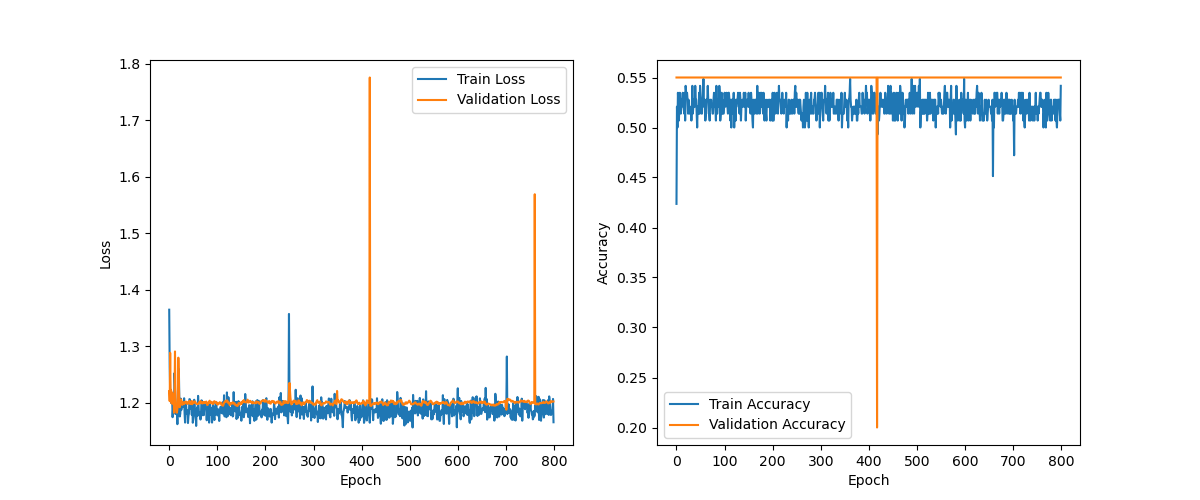 1.8
1.7
1.6
1.5
1.4
1.3
1.2
Loss
0 100 200 300 400 500 600 700 800
Epoch
Train Loss
Validation Loss
0.55
0.50
0.45
0.40
0.35
0.30
0.25
0.20
Accuracy
0 100 200 300 400 500 600 700 800
Epoch
Train Accuracy
Validation Accuracy